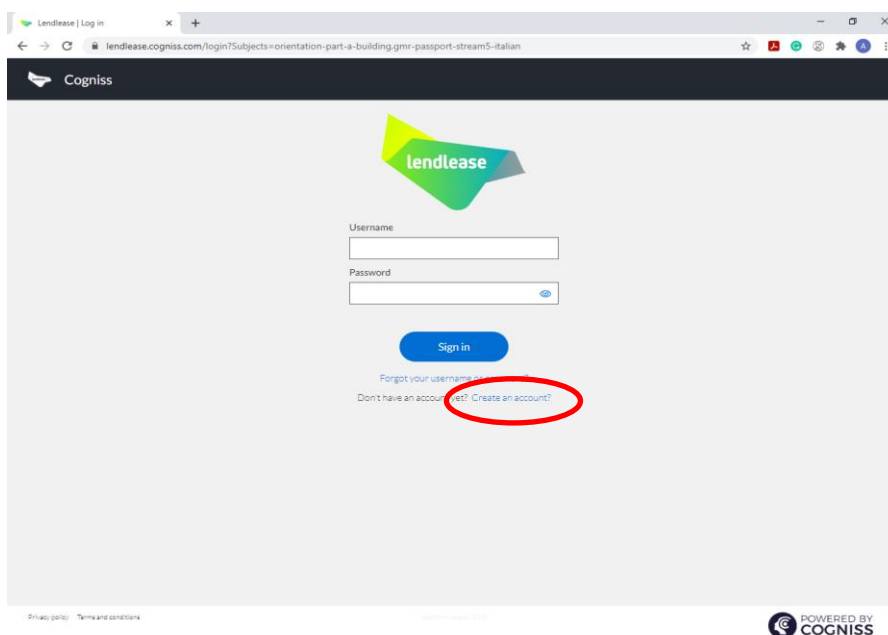 Lendlease | Log in
lendlease.cogniss.com/login?Subjects=orientation-part-a-building.gmr-passport-stream5-italian
A
Cogniss
lendlease
Username
Password
Sign in
Forgot your username or
Don't have an account yet? Create an account?
Privacy policy Terms and conditions
POWERED BY
COGNISS